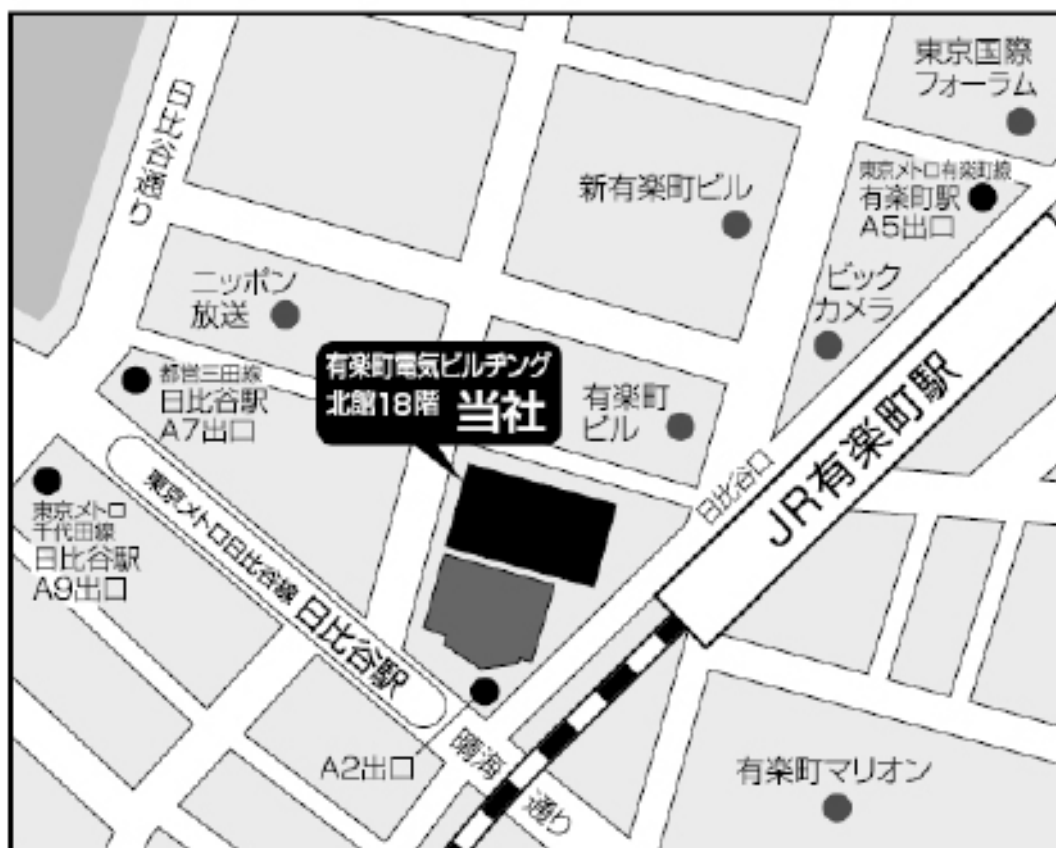 東京国際
フォーラム
日比谷通り
東京メトロ有楽町線
有楽町駅
A5出口
新有楽町ビル
ビック
カメラ
ニッポン
放送
有楽町電気ビルヂング
北館18階 当社
都営三田線
日比谷駅
A7出口
有楽町
ビル
JR有楽町駅
日比谷口
東京メトロ
千代田線
日比谷駅
A9出口
東京メトロ日比谷線 日比谷駅
A2出口
晴海通り
有楽町マリオン